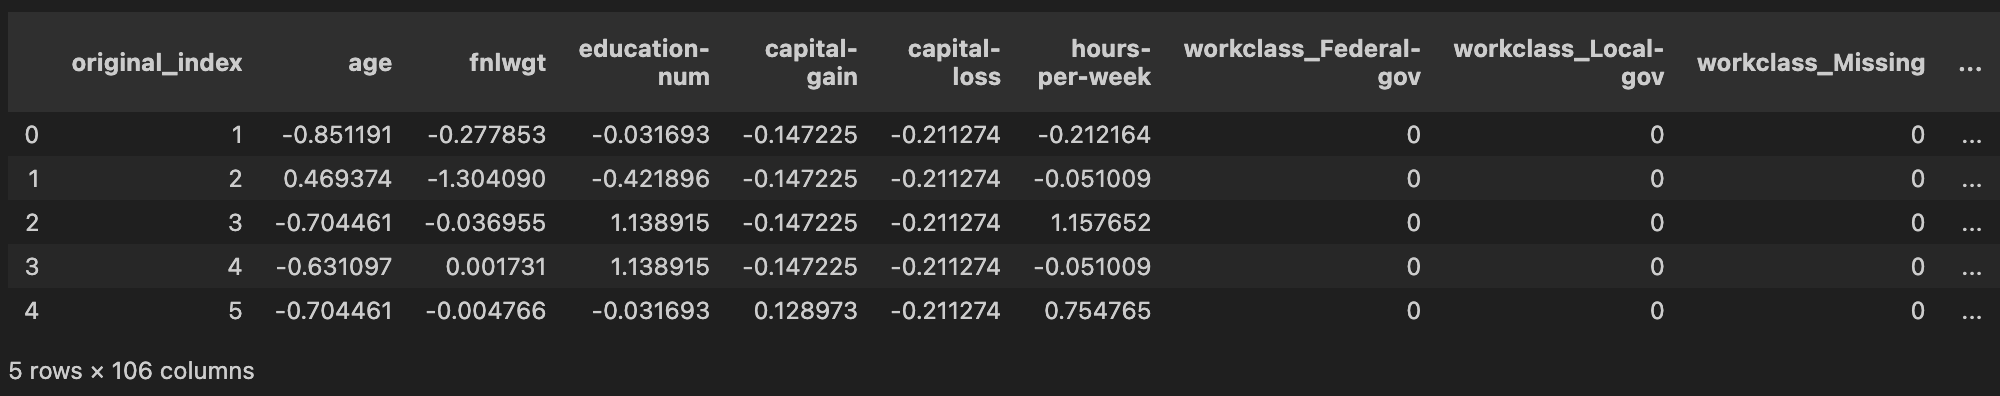 original_index age fnlwgt education-num capital-gain capital-loss hours-per-week workclass_Federal-gov workclass_Local-gov workclass_Missing ...
0 1 -0.851191 -0.277853 -0.031693 -0.147225 -0.211274 -0.212164 0 0 0 ...
1 2 0.469374 -1.304090 -0.421896 -0.147225 -0.211274 -0.051009 0 0 0 ...
2 3 -0.704461 -0.036955 1.138915 -0.147225 -0.211274 1.157652 0 0 0 ...
3 4 -0.631097 0.001731 1.138915 -0.147225 -0.211274 -0.051009 0 0 0 ...
4 5 -0.704461 -0.004766 -0.031693 0.128973 -0.211274 0.754765 0 0 0 ...
5 rows × 106 columns